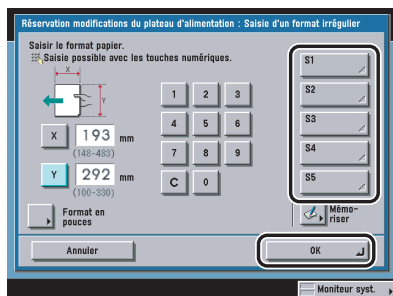 Réservation modifications du plateau d'alimentation : Saisie d'un format irrégulier
Saisir le format papier.
Saisie possible avec les touches numériques.
X
Y
X 193 mm
(148-483)
Y 292 mm
(100-330)
1 2 3
4 5 6
7 8 9
C 0
S1
S2
S3
S4
S5
Format en
pouces
Mémo-
riser
Annuler
OK
Moniteur syst.